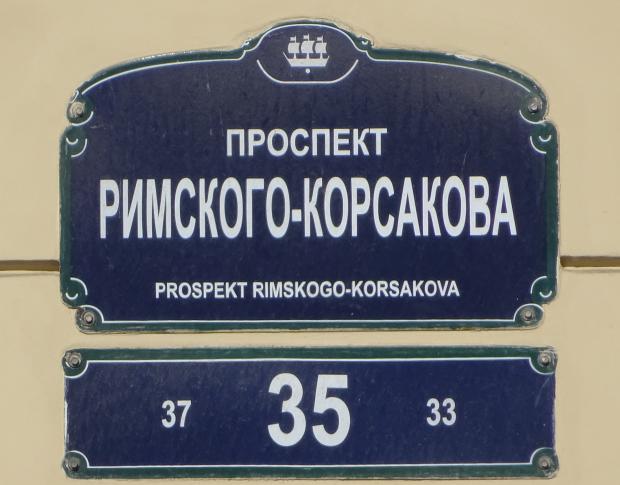 ПРОСПЕКТ
РИМСКОГО-КОРСАКОВА
PROSPEKT RIMSKOGO-KORSAKOVA
37 35 33